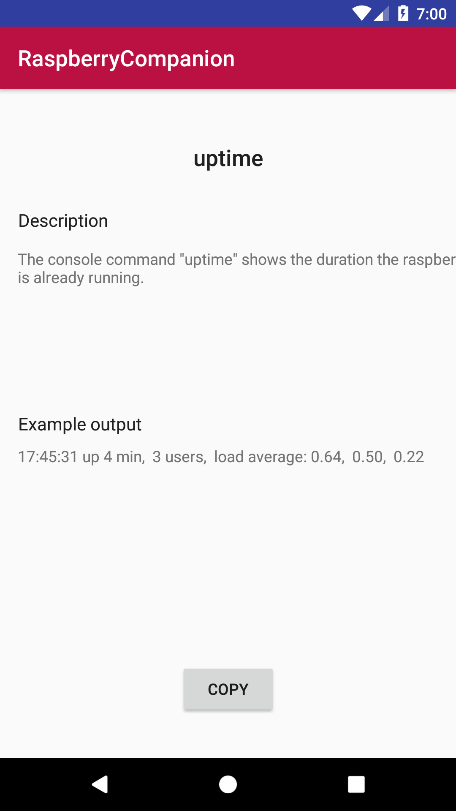 7:00
RaspberryCompanion
uptime
Description
The console command "uptime" shows the duration the raspber
is already running.
Example output
17:45:31 up 4 min,  3 users,  load average: 0.64,  0.50,  0.22
COPY